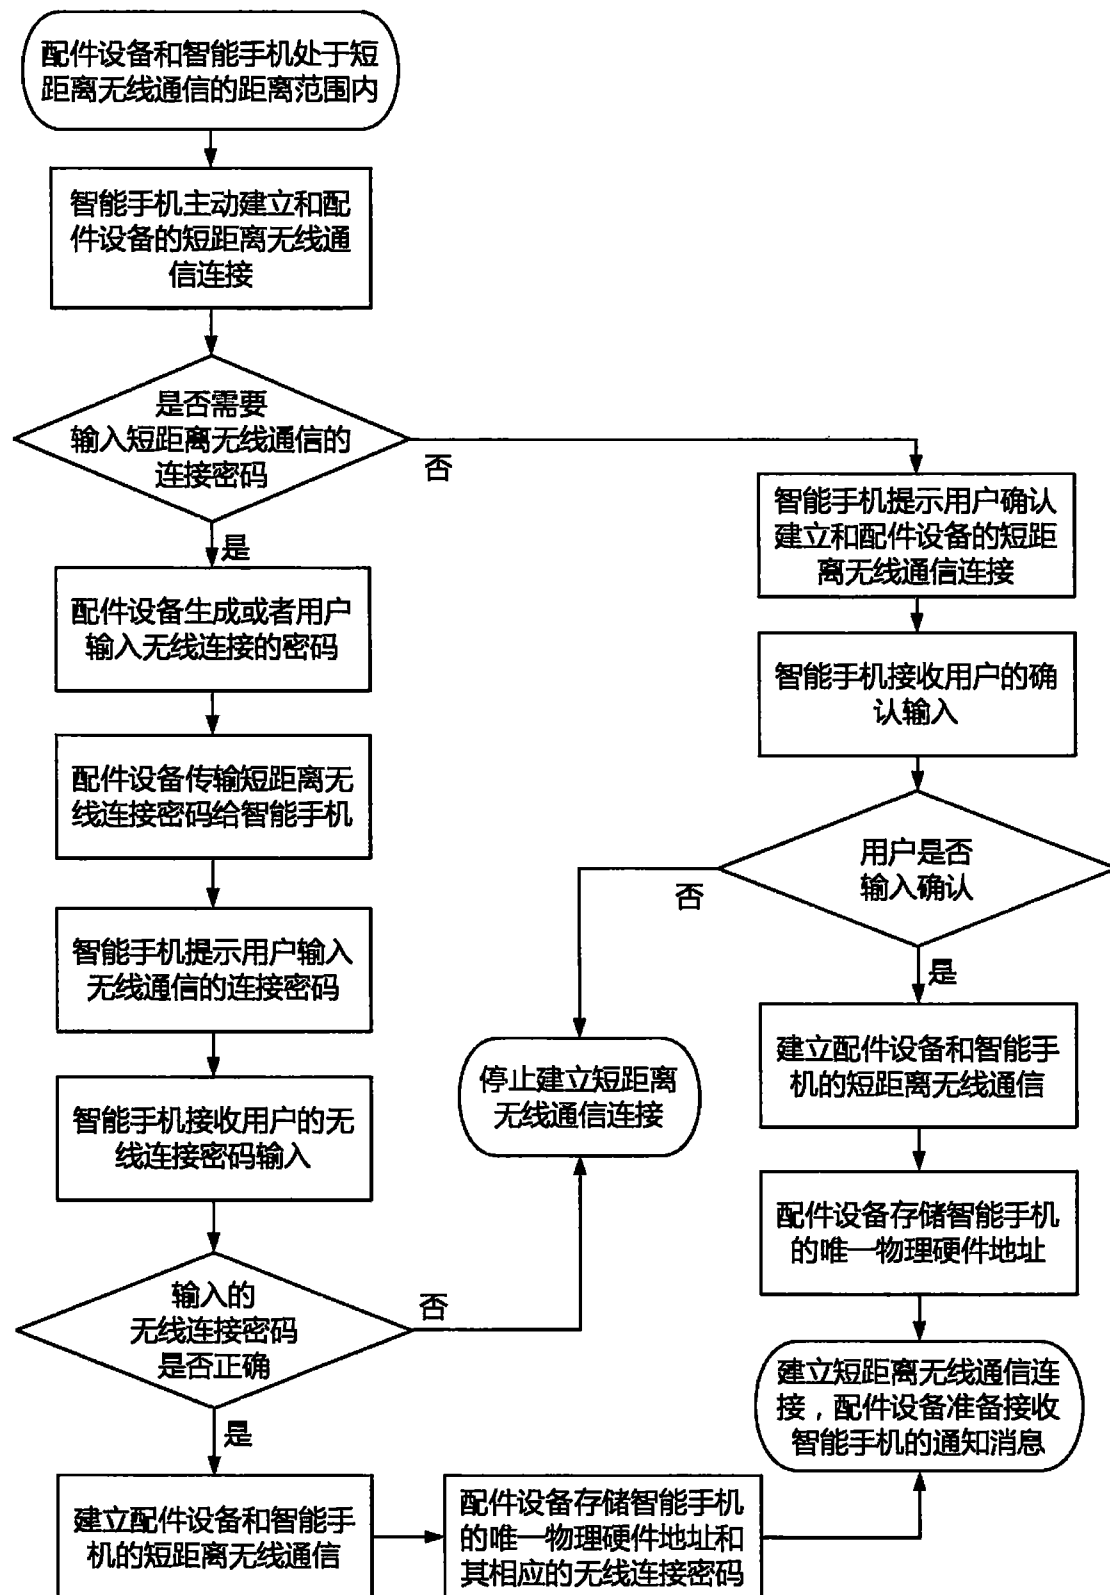 配件设备和智能手机处于短
距离无线通信的距离范围内
智能手机主动建立和配
件设备的短距离无线通
信连接
是否需要
输入短距离无线通信的
连接密码
否
是
配件设备生成或者用户
输入无线连接的密码
配件设备传输短距离无
线连接密码给智能手机
智能手机提示用户输入
无线通信的连接密码
智能手机接收用户的无
线连接密码输入
输入的
无线连接密码
是否正确
否
是
建立配件设备和智能手
机的短距离无线通信
配件设备存储智能手机
的唯一物理硬件地址和
其相应的无线连接密码
停止建立短距离
无线通信连接
智能手机提示用户确认
建立和配件设备的短距
离无线通信连接
智能手机接收用户的确
认输入
用户是否
输入确认
否
是
建立配件设备和智能手
机的短距离无线通信
配件设备存储智能手机
的唯一物理硬件地址
建立短距离无线通信连
接，配件设备准备接收
智能手机的通知消息